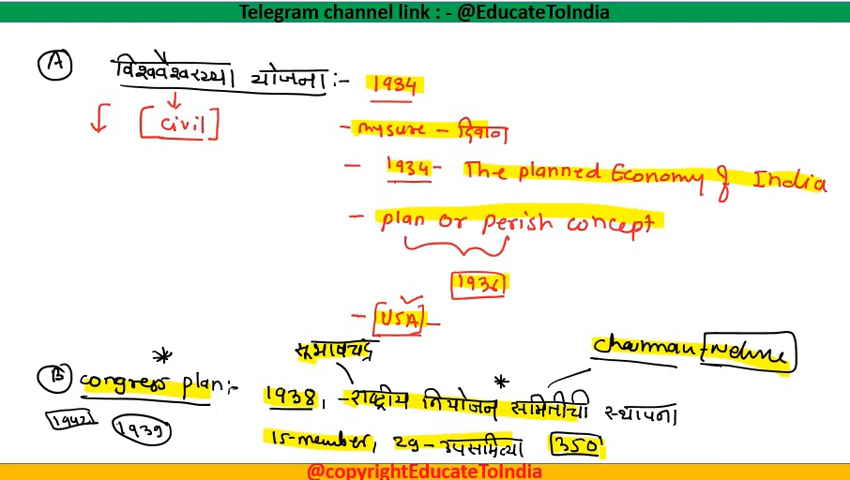 Telegram channel link : - @EducateToIndia
A विश्वेश्वरय्या योजना :- 1934
[civil]
- mysure - दिवाण
- 1934 - The planned Economy of India
- plan or perish concept
1936
- [USA] -
सुभाषचंद्र chairman - Nehru
B congress plan :- 1938, - राष्ट्रीय नियोजन समितीची स्थापना
1942 1939 15-member, 29 - उपसमित्या 350
@copyrightEducateToIndia